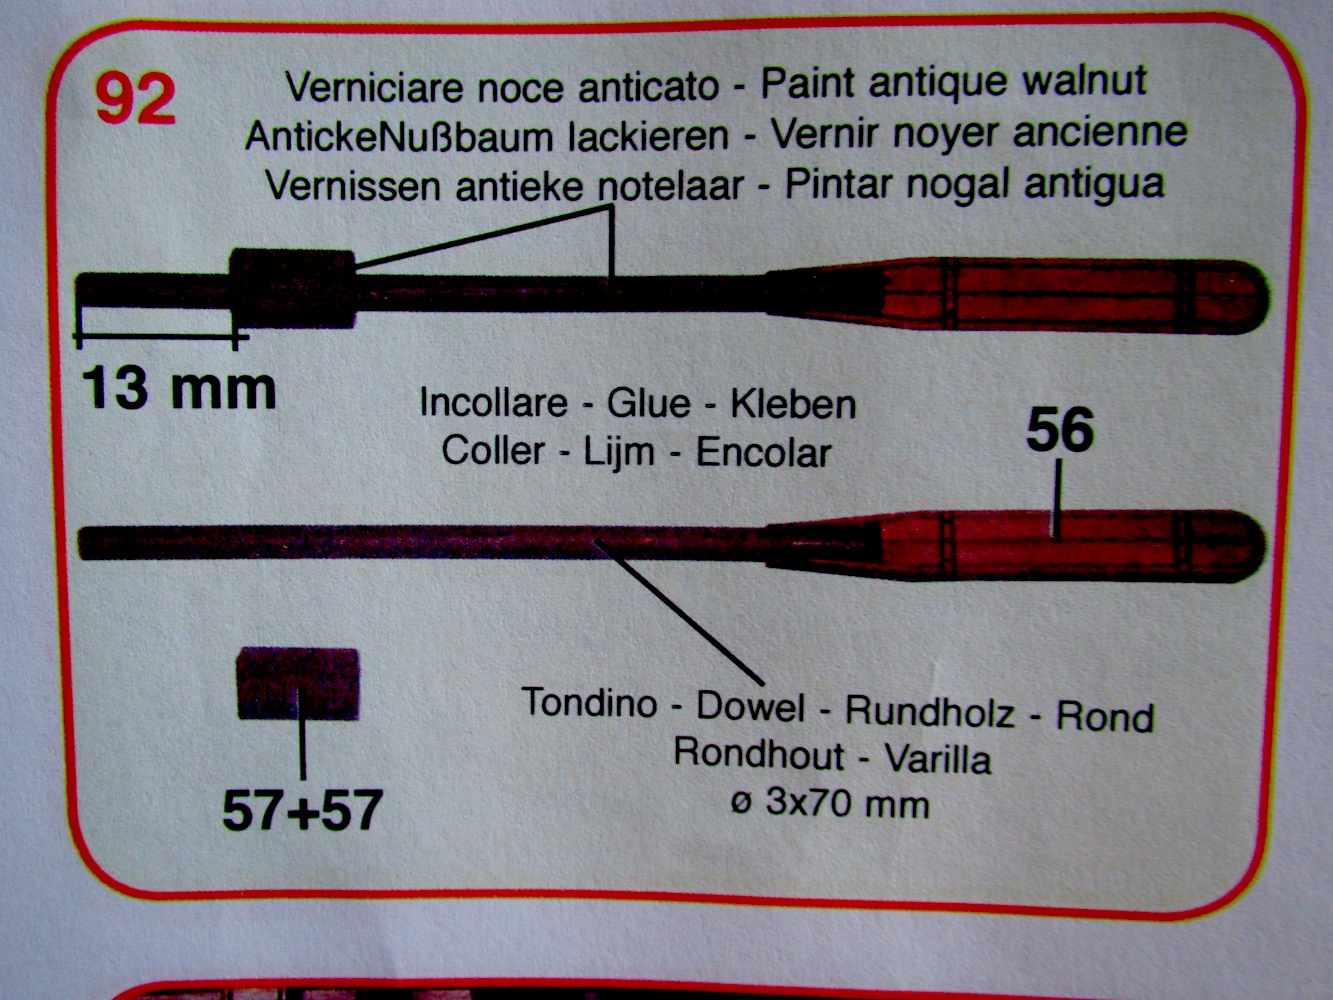 92
Verniciare noce anticato - Paint antique walnut
AntickeNußbaum lackieren - Vernir noyer ancienne
Vernissen antieke notelaar - Pintar nogal antigua
13 mm
Incollare - Glue - Kleben
Coller - Lijm - Encolar
56
Tondino - Dowel - Rundholz - Rond
Rondhout - Varilla
ø 3x70 mm
57+57